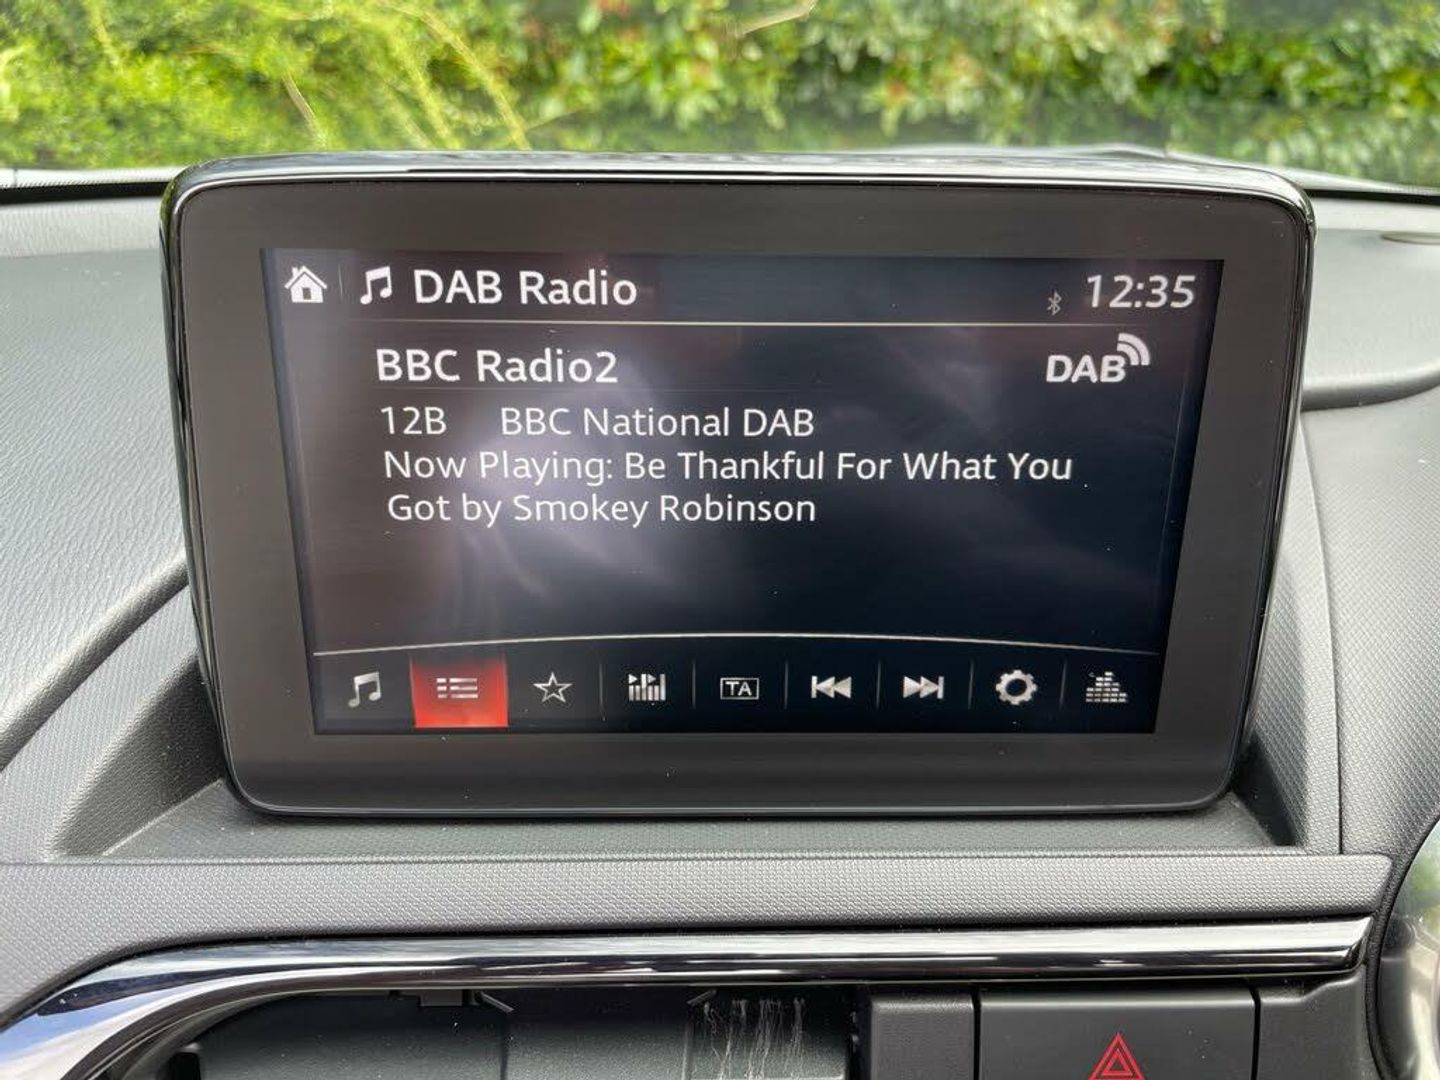 DAB Radio 12:35
BBC Radio2 DAB
12B BBC National DAB
Now Playing: Be Thankful For What You
Got by Smokey Robinson
TA